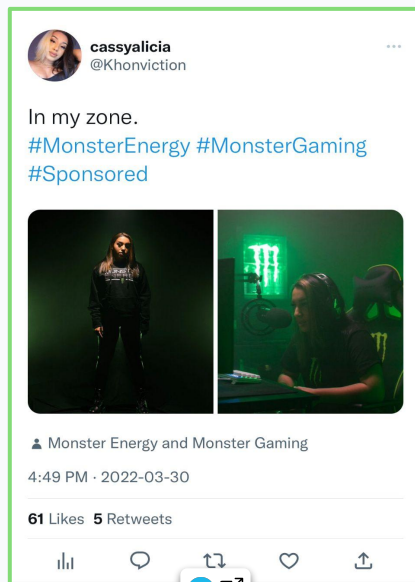 cassyalicia
@Khonviction
In my zone.
#MonsterEnergy #MonsterGaming
#Sponsored
Monster Energy and Monster Gaming
4:49 PM · 2022-03-30
61 Likes 5 Retweets